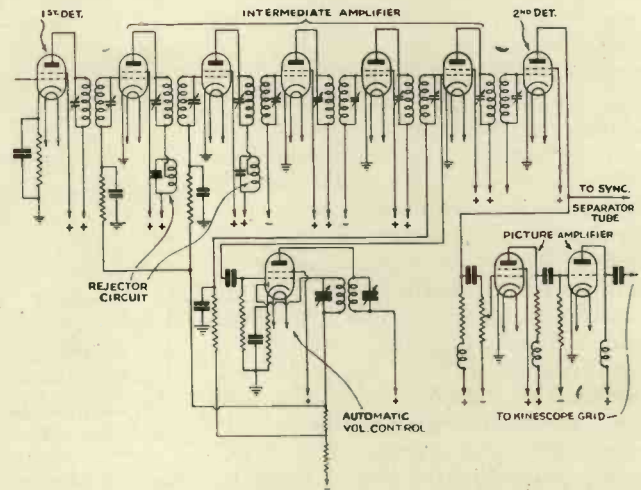 1ST. DET.
INTERMEDIATE AMPLIFIER
2ND DET.
+ + + + + + - + + - + + + + +
TO SYNC.
SEPARATOR
TUBE
PICTURE AMPLIFIER
REJECTOR
CIRCUIT
+ +
+ - + + - +
AUTOMATIC
VOL. CONTROL
TO KINESCOPE GRID
-